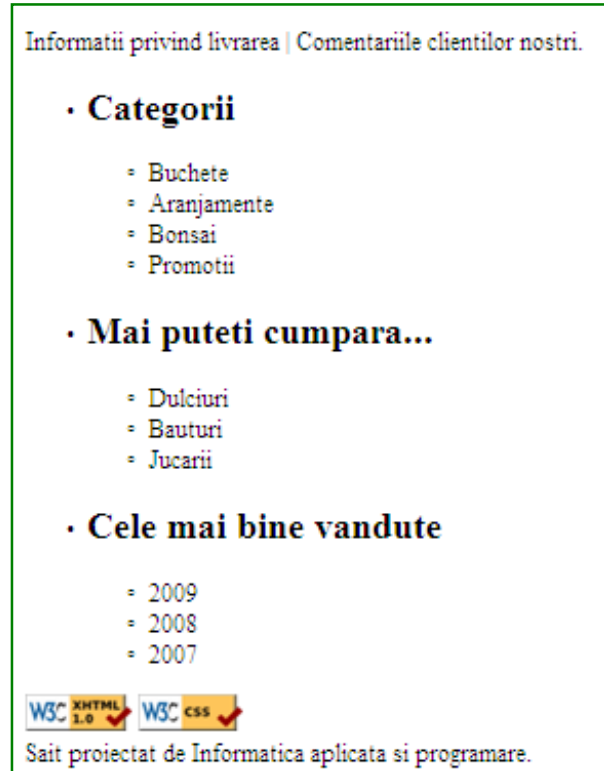 Informatii privind livrarea | Comentariile clientilor nostri.
Categorii
Buchete
Aranjamente
Bonsai
Promotii
Mai puteti cumpara...
Dulciuri
Bauturi
Jucarii
Cele mai bine vandute
2009
2008
2007
W3C XHTML 1.0 W3C css
Sait proiectat de Informatica aplicata si programare.